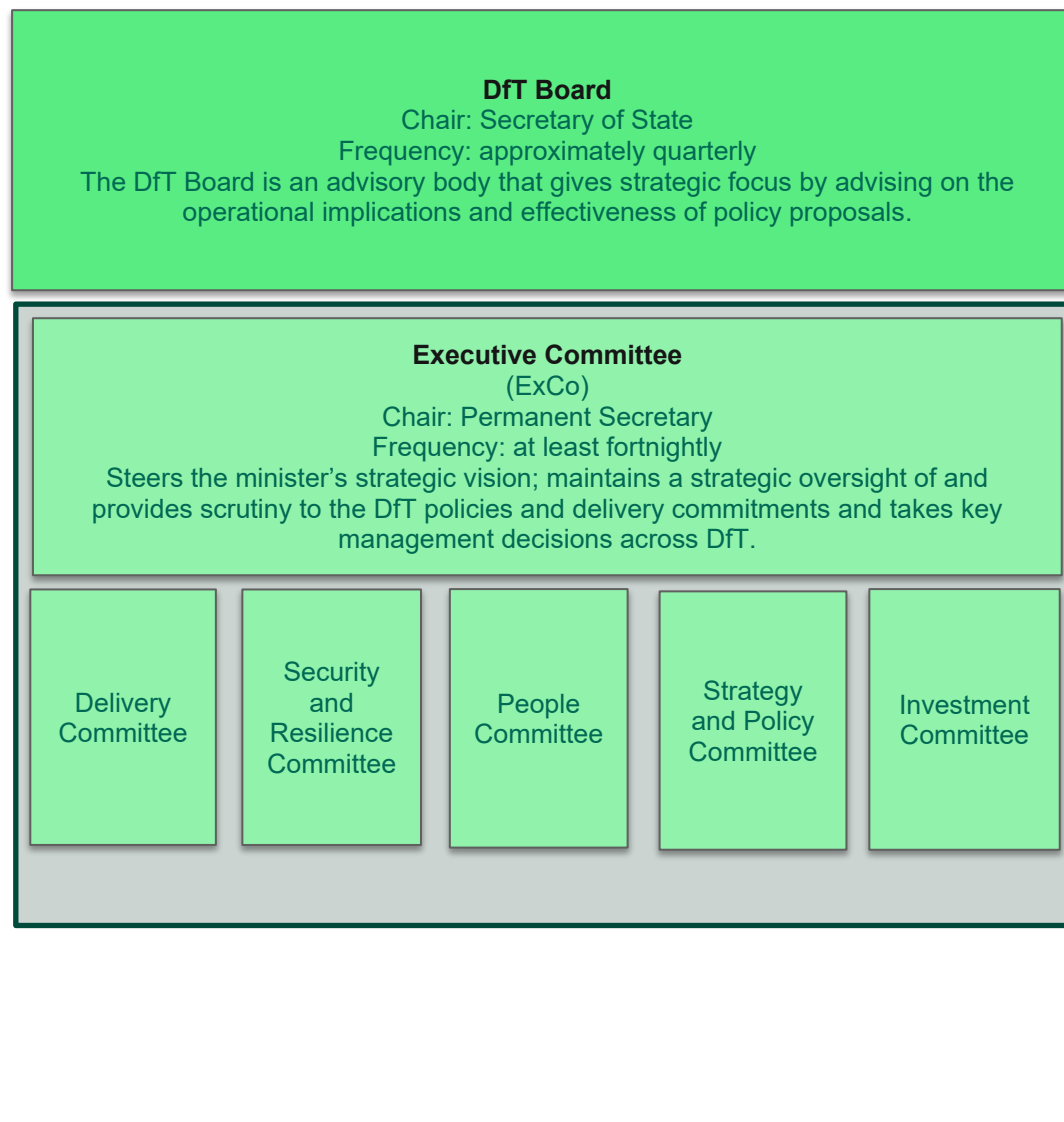 DfT Board
Chair: Secretary of State
Frequency: approximately quarterly
The DfT Board is an advisory body that gives strategic focus by advising on the
operational implications and effectiveness of policy proposals.
Executive Committee
(ExCo)
Chair: Permanent Secretary
Frequency: at least fortnightly
Steers the minister’s strategic vision; maintains a strategic oversight of and
provides scrutiny to the DfT policies and delivery commitments and takes key
management decisions across DfT.
Delivery
Committee
Security
and
Resilience
Committee
People
Committee
Strategy
and Policy
Committee
Investment
Committee